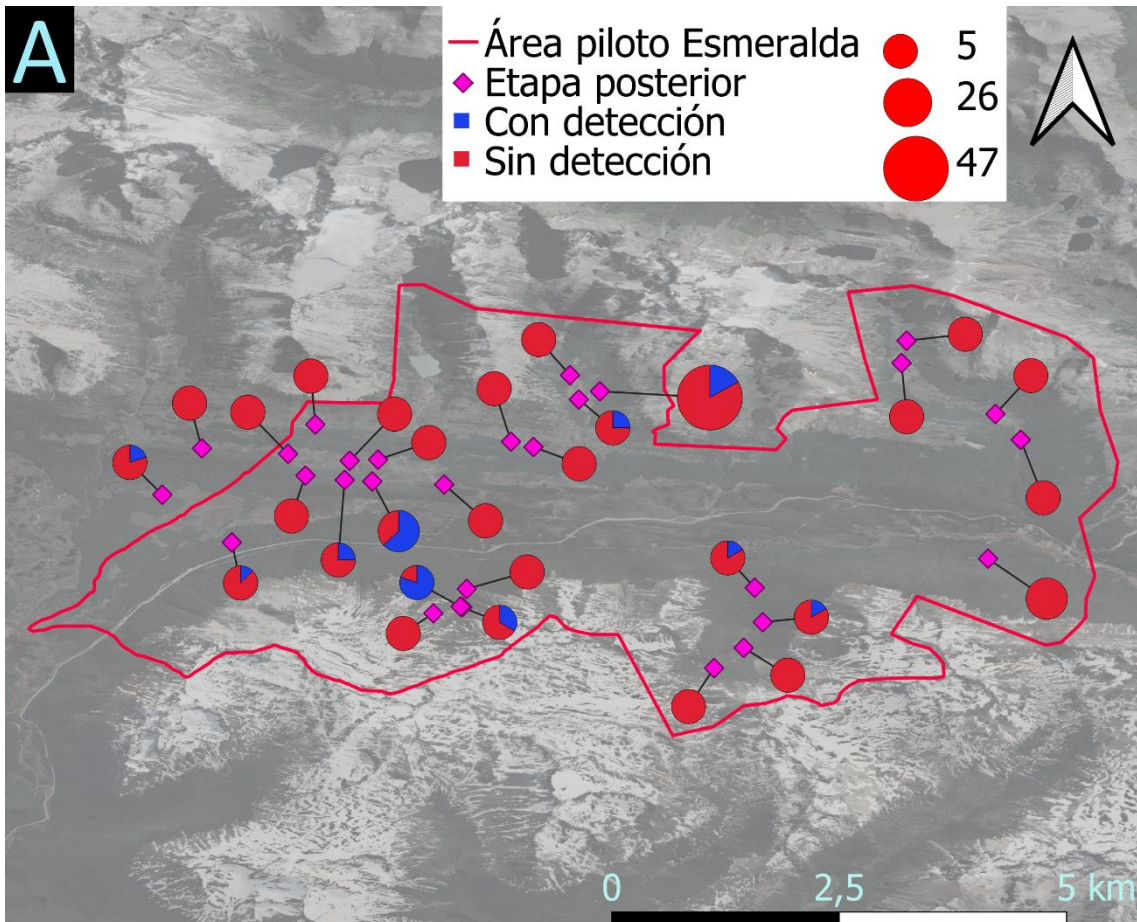 A
Área piloto Esmeralda
Etapa posterior
Con detección
Sin detección
5
26
47
0 2,5 5 km